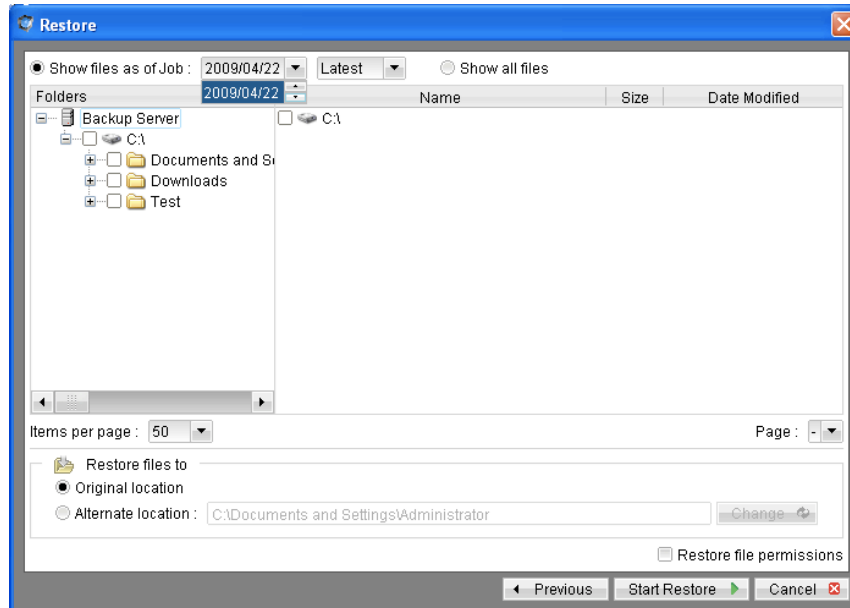 Restore
Show files as of Job : 2009/04/22 Latest Show all files
2009/04/22
Folders Name Size Date Modified
Backup Server C:\
C:\
Documents and S
Downloads
Test
Items per page : 50 Page : -
Restore files to
Original location
Alternate location : C:\Documents and Settings\Administrator Change
Restore file permissions
Previous Start Restore Cancel